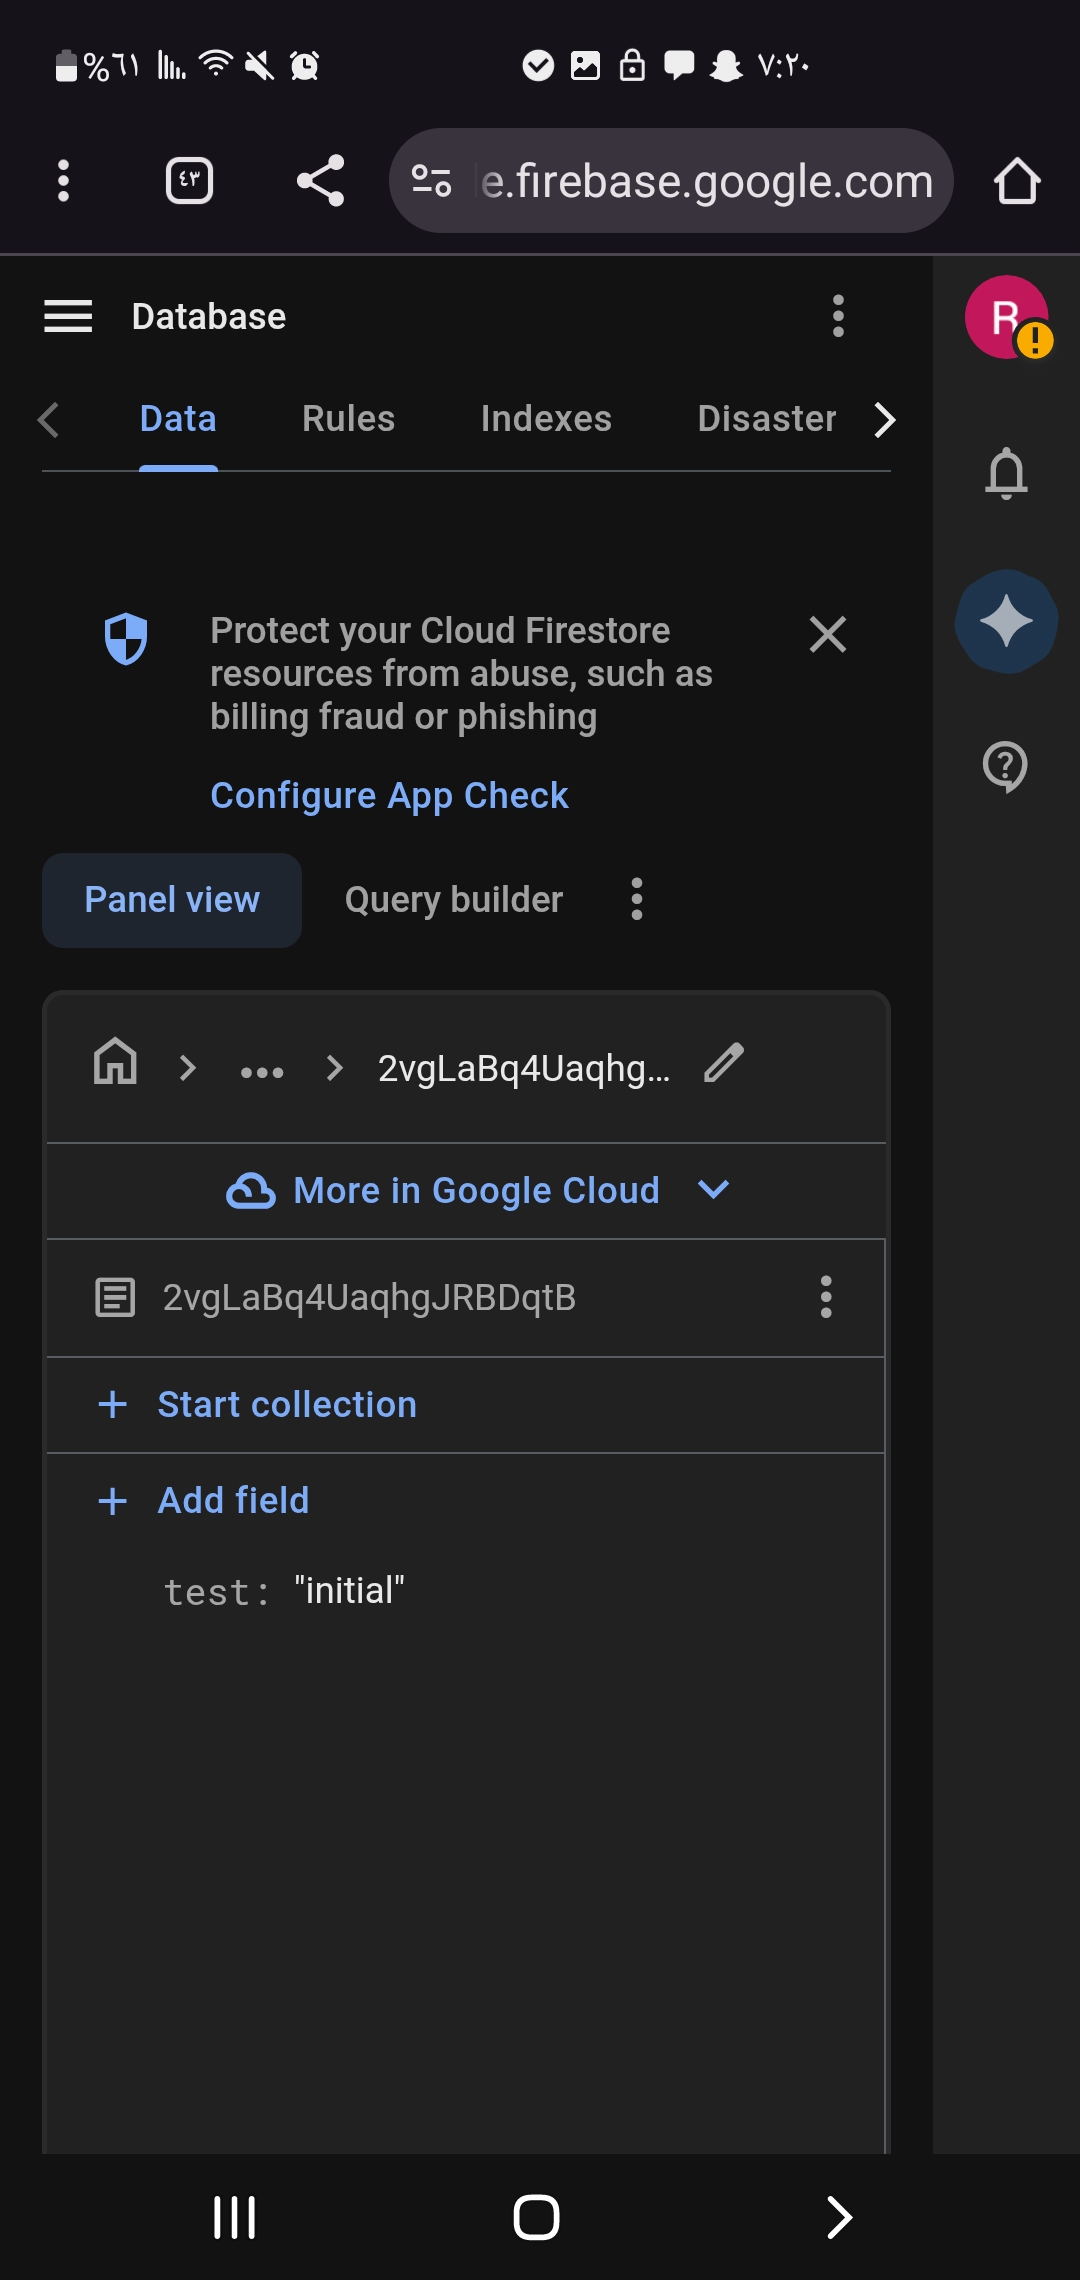 %٦١
٧:٢٠
٤٣
e.firebase.google.com
Database
R
Data Rules Indexes Disaster
Protect your Cloud Firestore
resources from abuse, such as
billing fraud or phishing
Configure App Check
Panel view Query builder
2vgLaBq4Uaqhg...
More in Google Cloud
2vgLaBq4UaqhgJRBDqtB
+ Start collection
+ Add field
test: "initial"